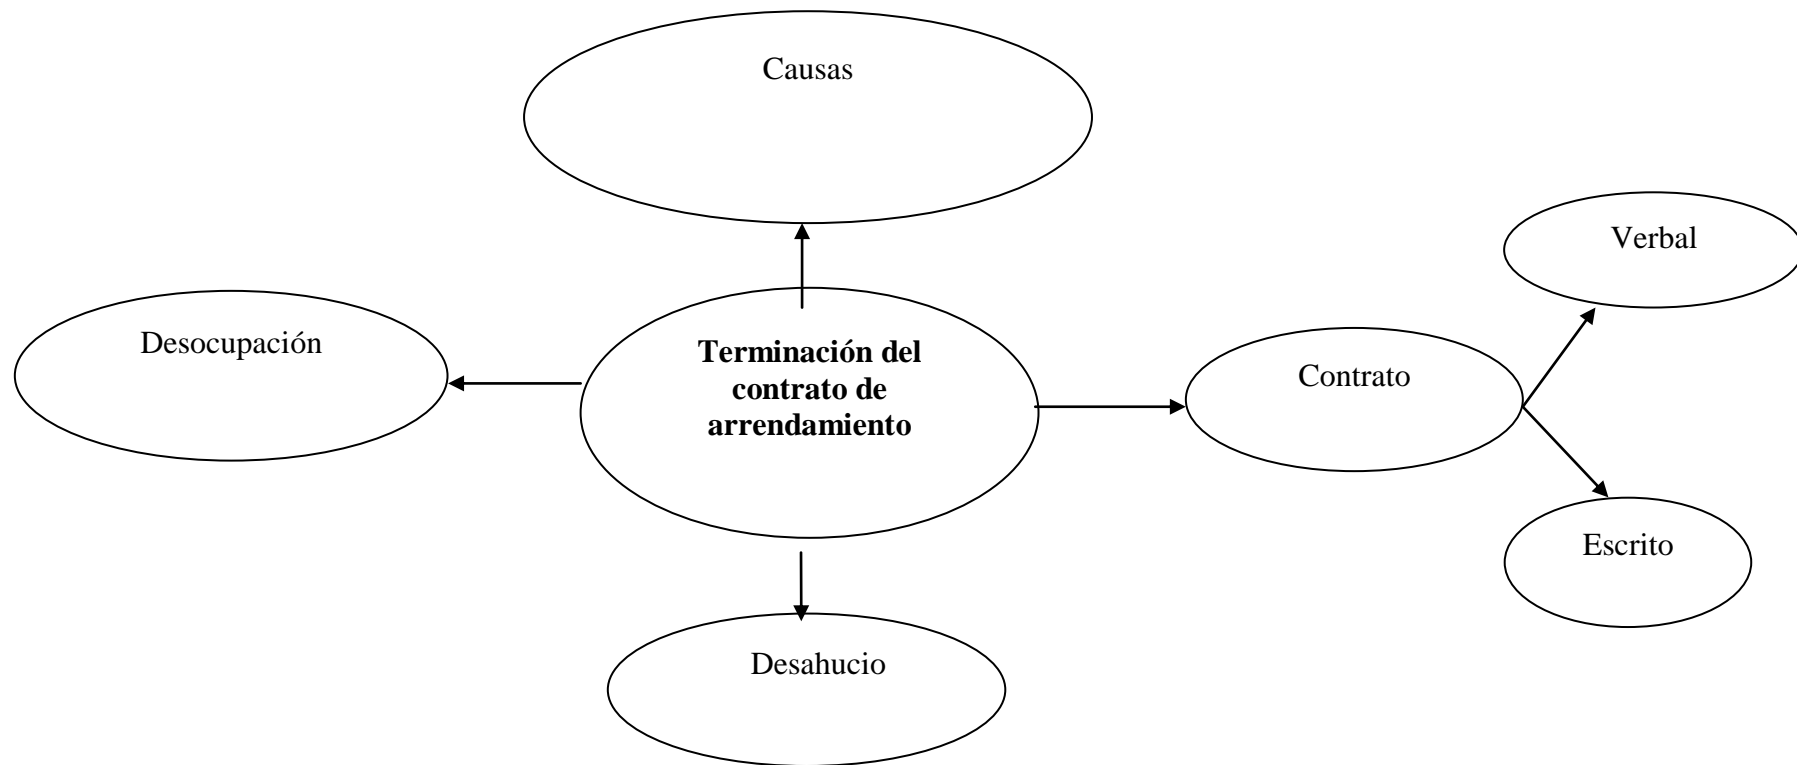 Causas
Verbal
Desocupación
Terminación del
contrato de
arrendamiento
Contrato
Escrito
Desahucio